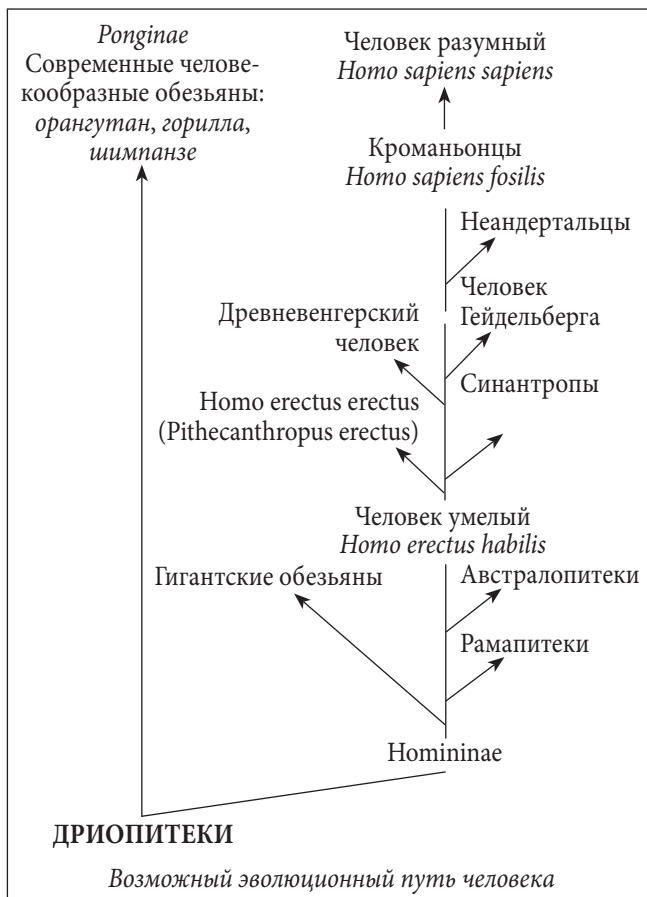 Ponginae
Современные челове-
кообразные обезьяны:
орангутан, горилла,
шимпанзе
Человек разумный
Homo sapiens sapiens
Кроманьонцы
Homo sapiens fosilis
Неандертальцы
Человек
Гейдельберга
Древневенгерский
человек
Синантропы
Homo erectus erectus
(Pithecanthropus erectus)
Человек умелый
Homo erectus habilis
Гигантские обезьяны
Австралопитеки
Рамапитеки
Homininae
ДРИОПИТЕКИ
Возможный эволюционный путь человека